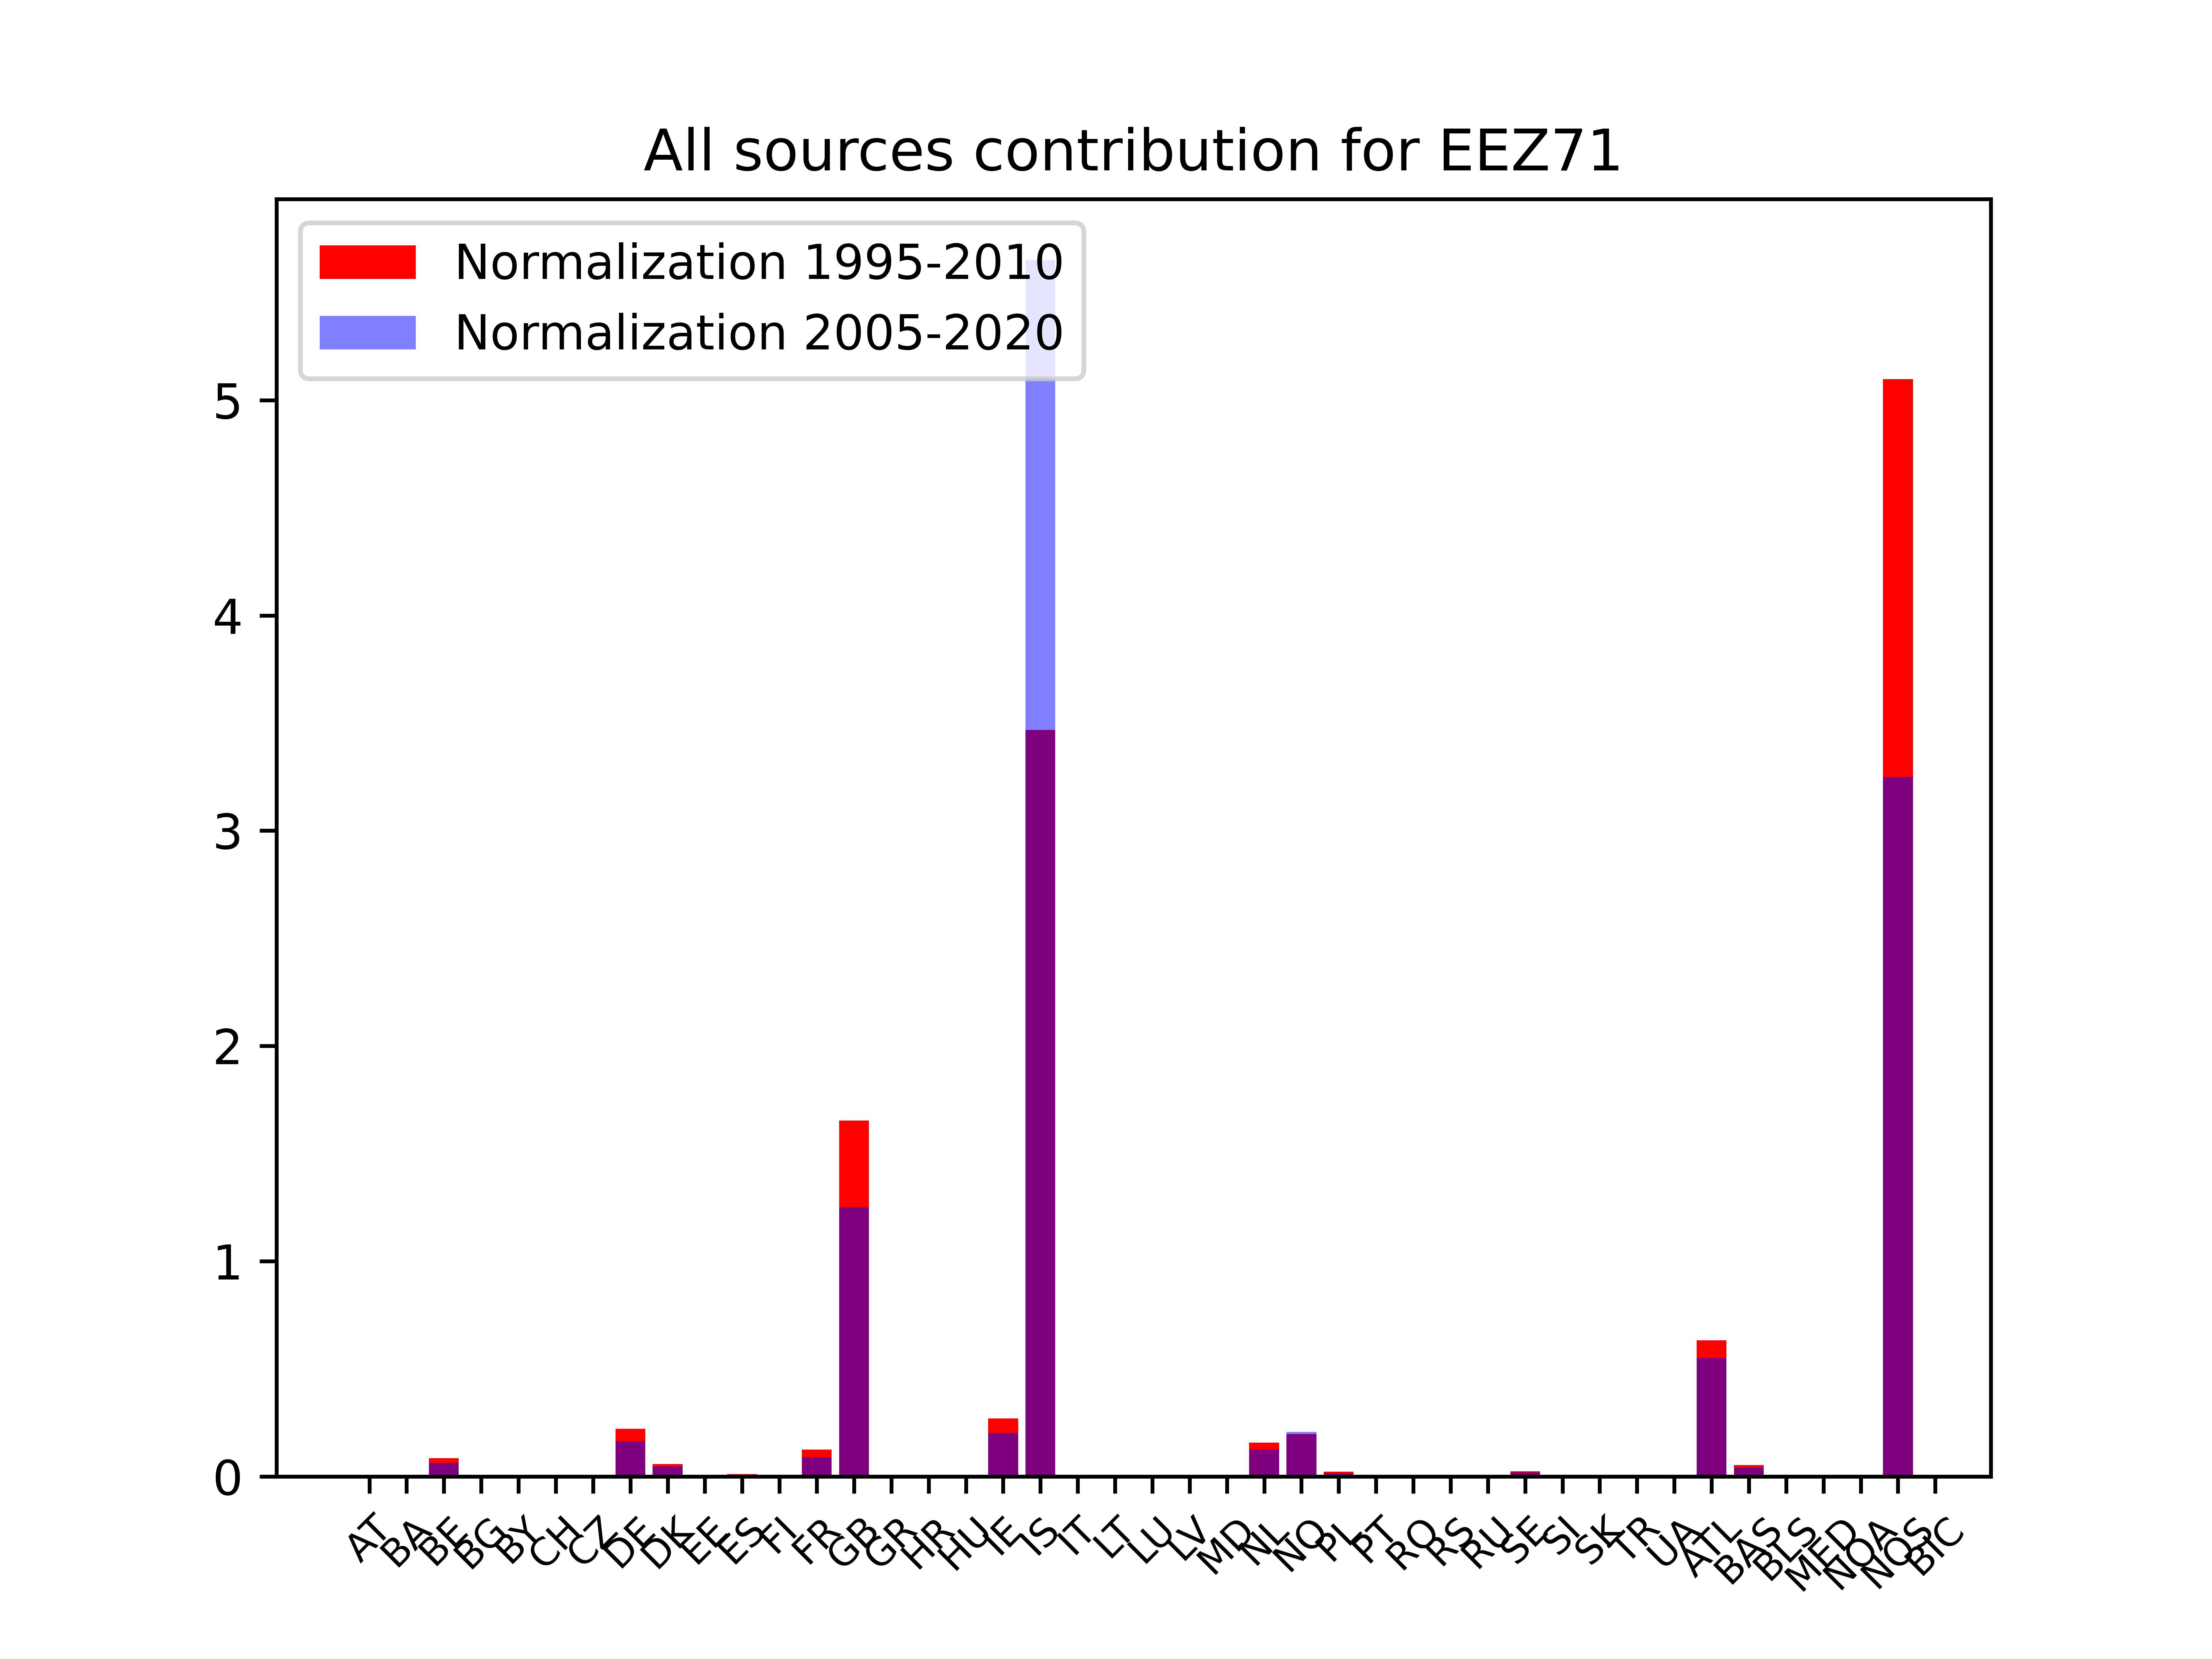 All sources contribution for EEZ71
Normalization 1995-2010
Normalization 2005-2020
5
4
3
2
1
0
AT BA BE BG BY CH CZ DE DK EE ES FI FR GB GR HR HU IE IS IT LT LU LV MD NL NO PL PT RO RS RU SE SI SK TR UA ATL BAS BLS MED NOA NOS BIC